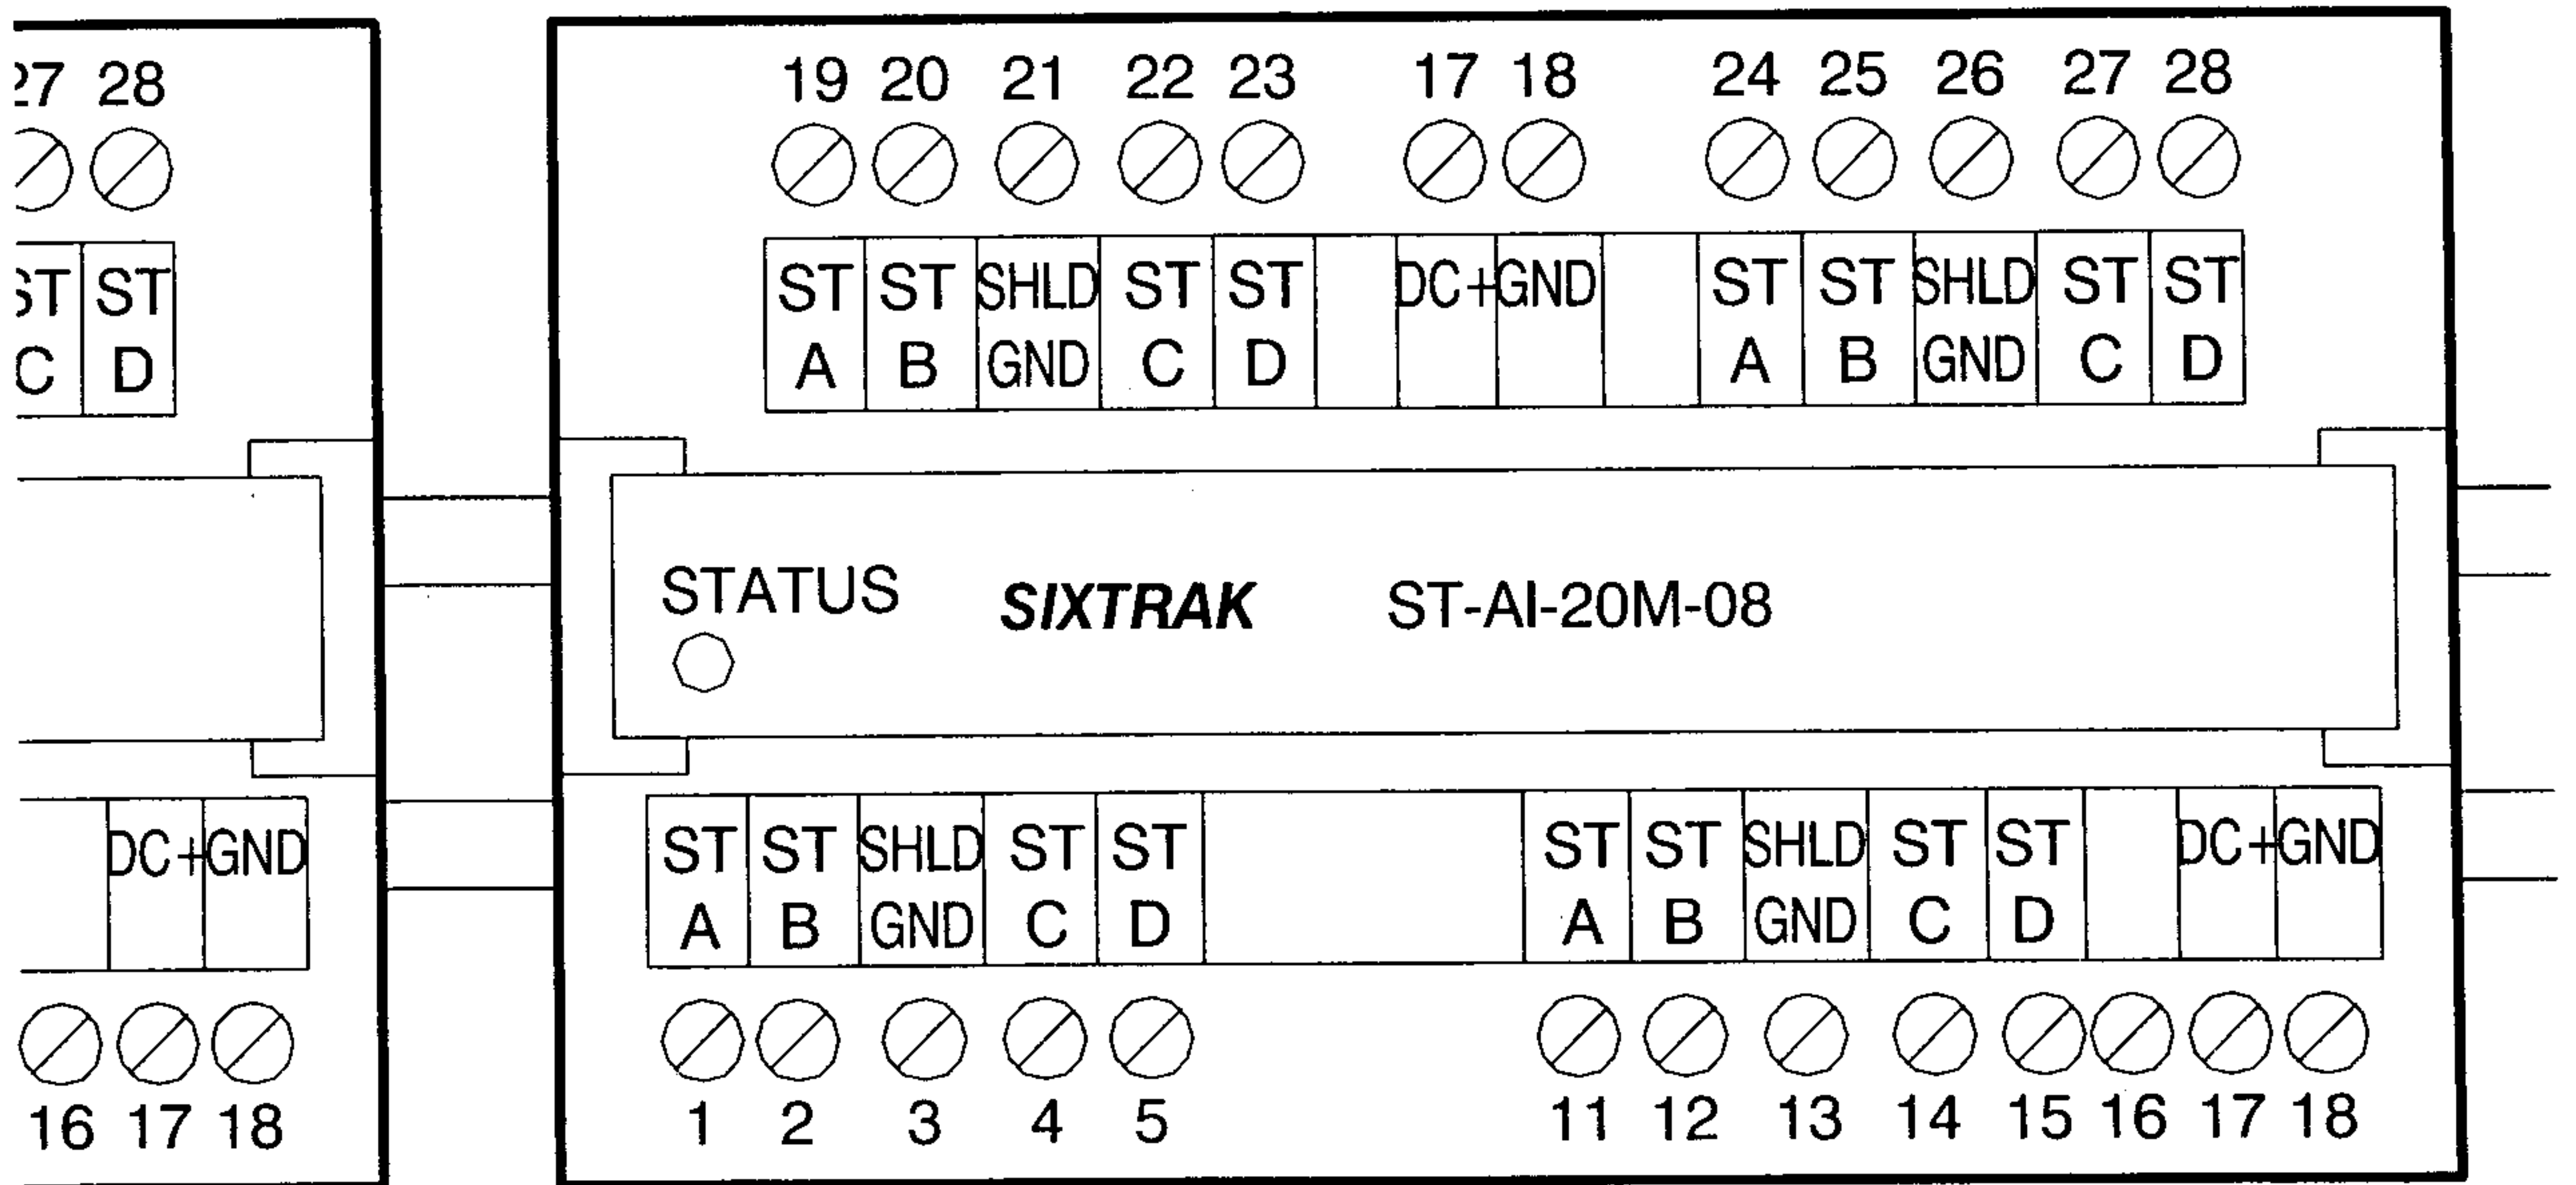 27 28
19 20 21 22 23 17 18 24 25 26 27 28
ST ST
C D
ST ST SHLD ST ST DC+ GND ST ST SHLD ST ST
A B GND C D A B GND C D
STATUS SIXTRAK ST-AI-20M-08
DC+ GND
ST ST SHLD ST ST ST ST SHLD ST ST DC+ GND
A B GND C D A B GND C D
16 17 18
1 2 3 4 5 11 12 13 14 15 16 17 18